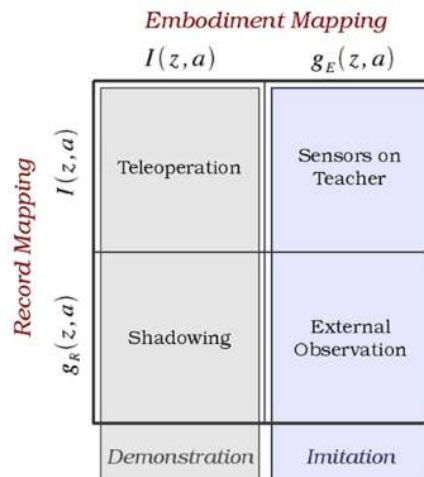 Embodiment Mapping
I(z,a)
g_E(z,a)
Record Mapping
I(z,a)
g_R(z,a)
Teleoperation
Sensors on
Teacher
Shadowing
External
Observation
Demonstration
Imitation